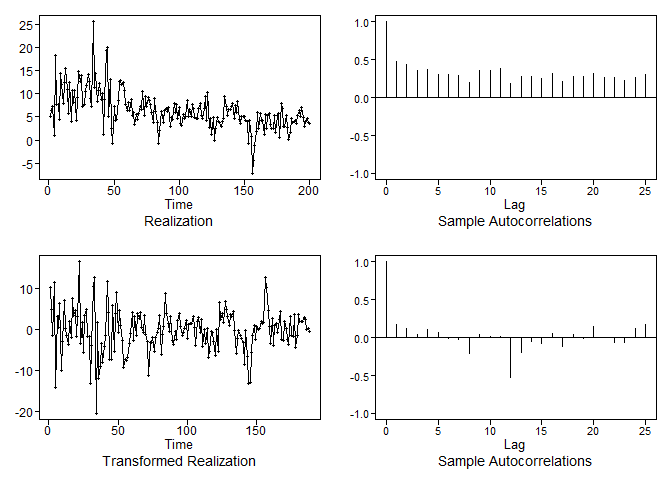 25
20
15
10
5
0
-5
0 50 100 150 200
Time
Realization
1.0
0.5
0.0
-0.5
-1.0
0 5 10 15 20 25
Lag
Sample Autocorrelations
10
0
-10
-20
0 50 100 150
Time
Transformed Realization
1.0
0.5
0.0
-0.5
-1.0
0 5 10 15 20 25
Lag
Sample Autocorrelations